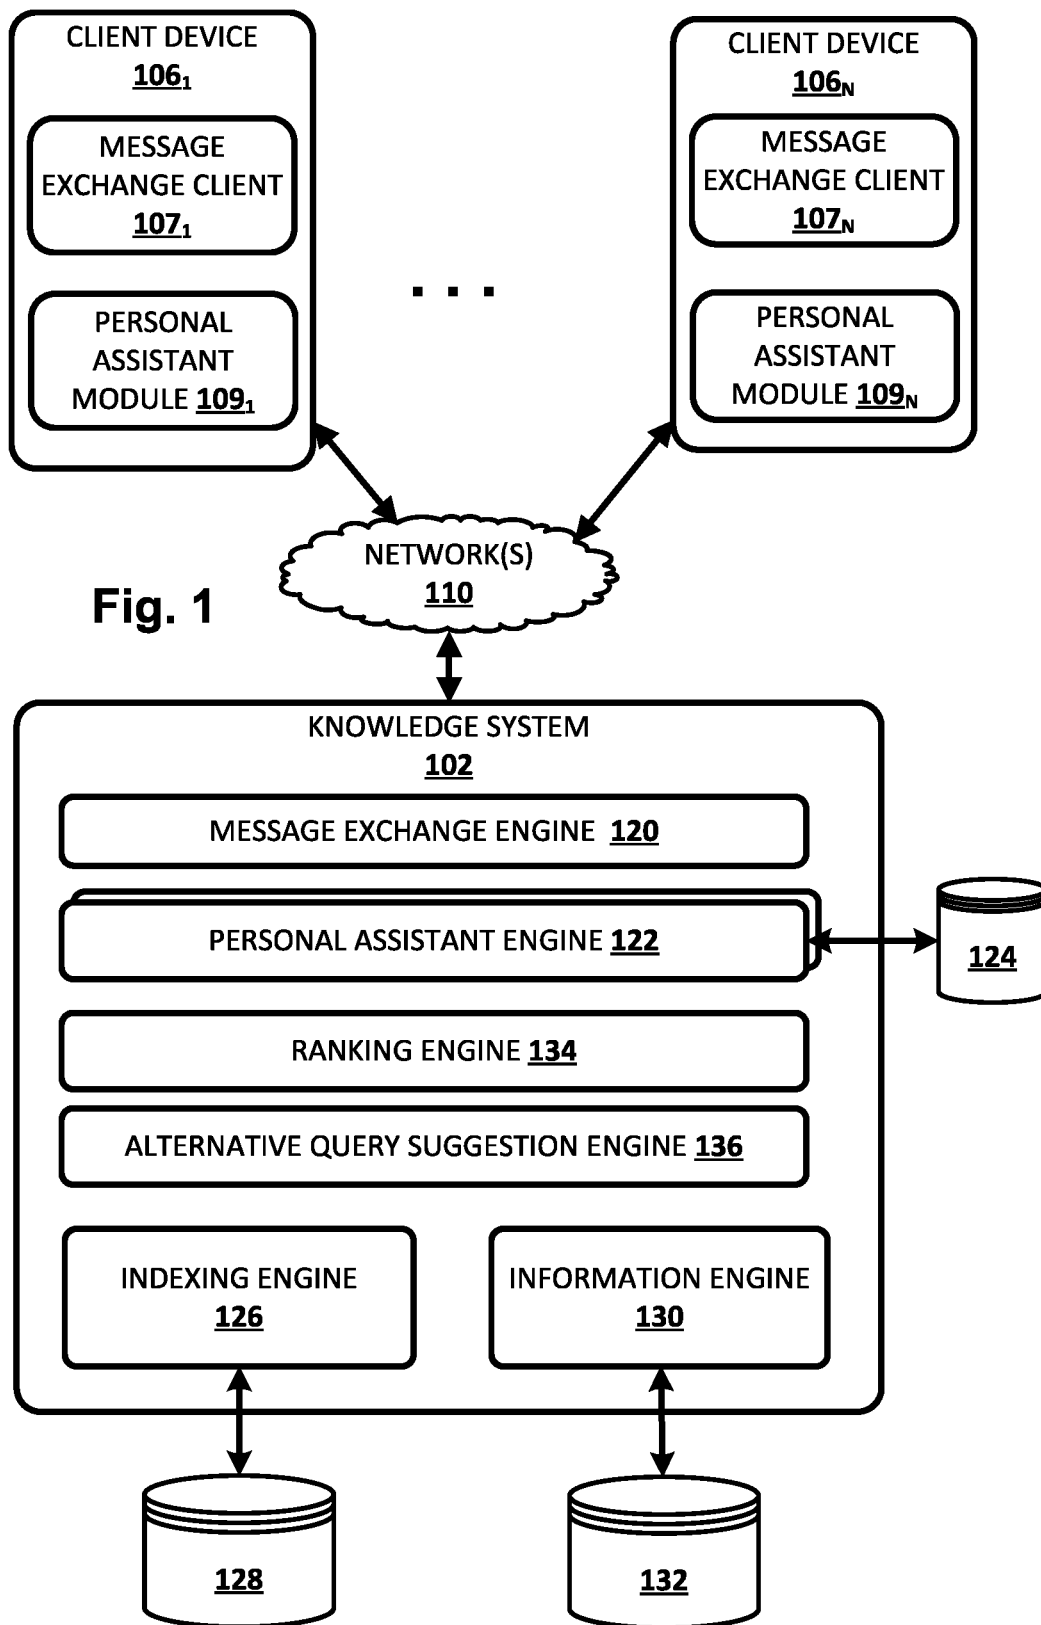 CLIENT DEVICE
106₁
MESSAGE
EXCHANGE CLIENT
107₁
PERSONAL
ASSISTANT
MODULE 109₁
. . .
CLIENT DEVICE
106N
MESSAGE
EXCHANGE CLIENT
107N
PERSONAL
ASSISTANT
MODULE 109N
NETWORK(S)
110
Fig. 1
KNOWLEDGE SYSTEM
102
MESSAGE EXCHANGE ENGINE 120
PERSONAL ASSISTANT ENGINE 122
124
RANKING ENGINE 134
ALTERNATIVE QUERY SUGGESTION ENGINE 136
INDEXING ENGINE
126
INFORMATION ENGINE
130
128
132